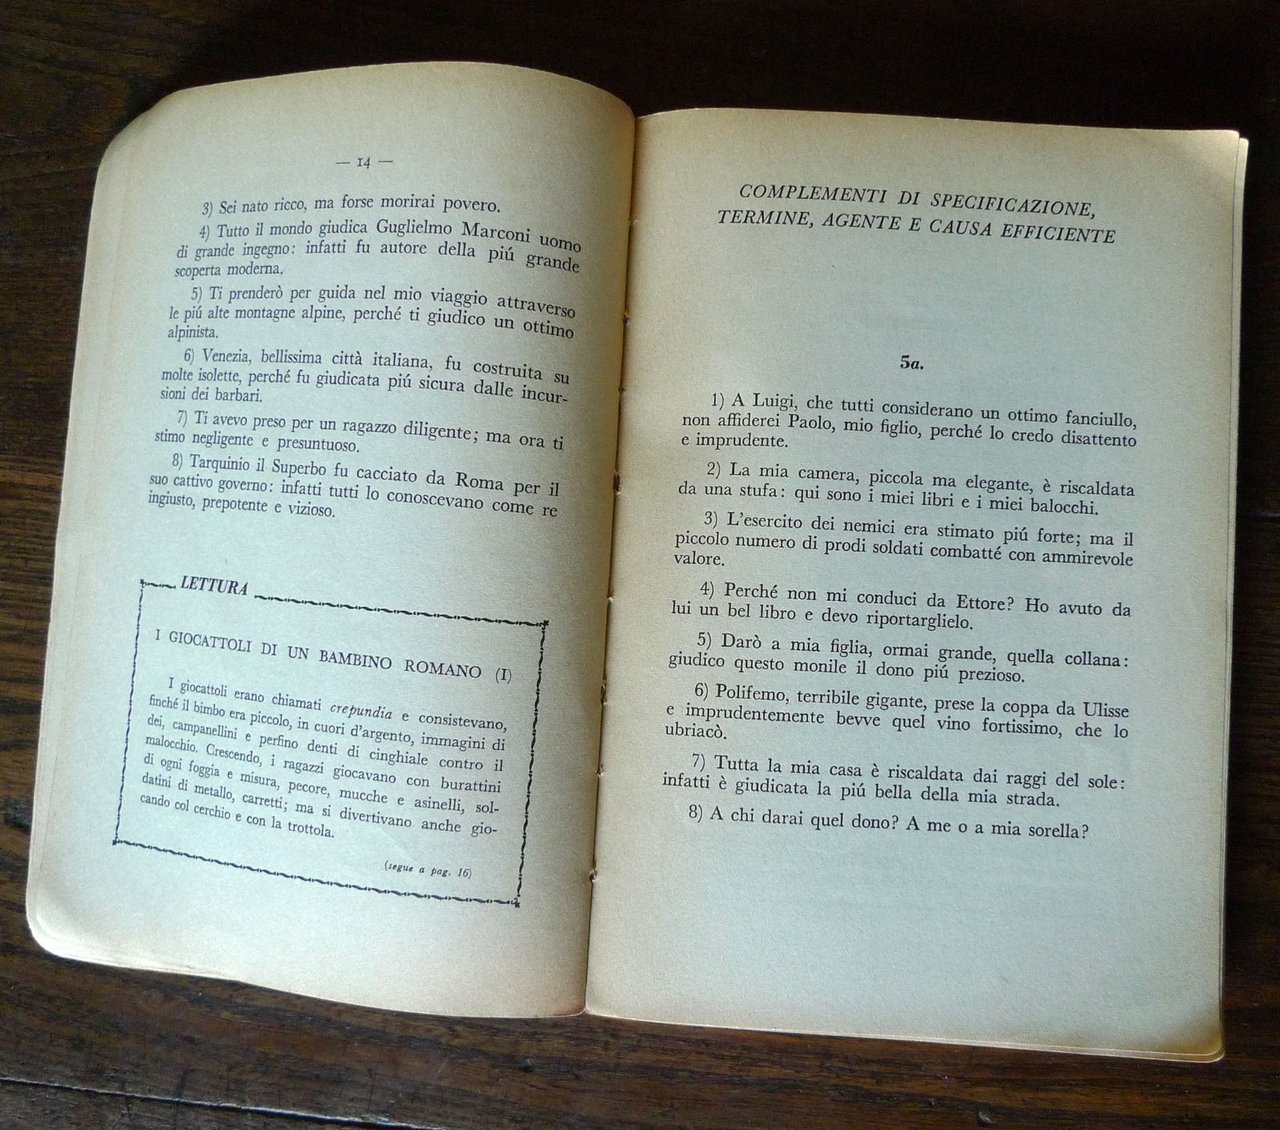 — 14 —
3) Sei nato ricco, ma forse morirai povero.
4) Tutto il mondo giudica Guglielmo Marconi uomo
di grande ingegno: infatti fu autore della piú grande
scoperta moderna.
5) Ti prenderò per guida nel mio viaggio attraverso
le piú alte montagne alpine, perché ti giudico un ottimo
alpinista.
6) Venezia, bellissima città italiana, fu costruita su
molte isolette, perché fu giudicata piú sicura dalle incur-
sioni dei barbari.
7) Ti avevo preso per un ragazzo diligente; ma ora ti
stimo negligente e presuntuoso.
8) Tarquinio il Superbo fu cacciato da Roma per il
suo cattivo governo: infatti tutti lo conoscevano come re
ingiusto, prepotente e vizioso.
LETTURA
I GIOCATTOLI DI UN BAMBINO ROMANO (I)
I giocattoli erano chiamati crepundia e consistevano,
finché il bimbo era piccolo, in cuori d'argento, immagini di
dei, campanellini e perfino denti di cinghiale contro il
malocchio. Crescendo, i ragazzi giocavano con burattini
di ogni foggia e misura, pecore, mucche e asinelli, sol-
datini di metallo, carretti; ma si divertivano anche gio-
cando col cerchio e con la trottola.
(segue a pag. 16)
COMPLEMENTI DI SPECIFICAZIONE,
TERMINE, AGENTE E CAUSA EFFICIENTE
5a.
1) A Luigi, che tutti considerano un ottimo fanciullo,
non affiderei Paolo, mio figlio, perché lo credo disattento
e imprudente.
2) La mia camera, piccola ma elegante, è riscaldata
da una stufa: qui sono i miei libri e i miei balocchi.
3) L'esercito dei nemici era stimato piú forte; ma il
piccolo numero di prodi soldati combatté con ammirevole
valore.
4) Perché non mi conduci da Ettore? Ho avuto da
lui un bel libro e devo riportarglielo.
5) Darò a mia figlia, ormai grande, quella collana:
giudico questo monile il dono piú prezioso.
6) Polifemo, terribile gigante, prese la coppa da Ulisse
e imprudentemente bevve quel vino fortissimo, che lo
ubriacò.
7) Tutta la mia casa è riscaldata dai raggi del sole:
infatti è giudicata la piú bella della mia strada.
8) A chi darai quel dono? A me o a mia sorella?